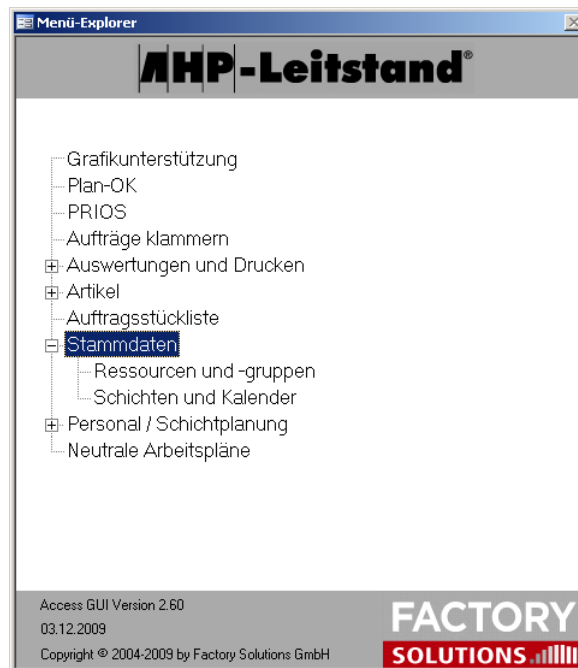 Menü-Explorer
AHP-Leitstand®
Grafikunterstützung
Plan-OK
PRIOS
Aufträge klammern
Auswertungen und Drucken
Artikel
Auftragsstückliste
Stammdaten
Ressourcen und -gruppen
Schichten und Kalender
Personal / Schichtplanung
Neutrale Arbeitspläne
Access GUI Version 2.60
03.12.2009
Copyright © 2004-2009 by Factory Solutions GmbH
FACTORY
SOLUTIONS